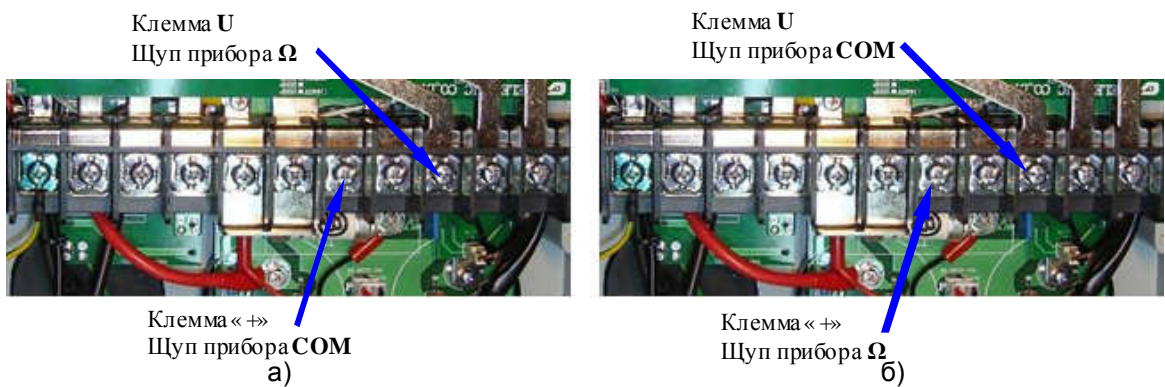 Клемма U
Щуп прибора Ω
Клемма «+»
Щуп прибора COM
а)
Клемма U
Щуп прибора COM
Клемма «+»
Щуп прибора Ω
б)